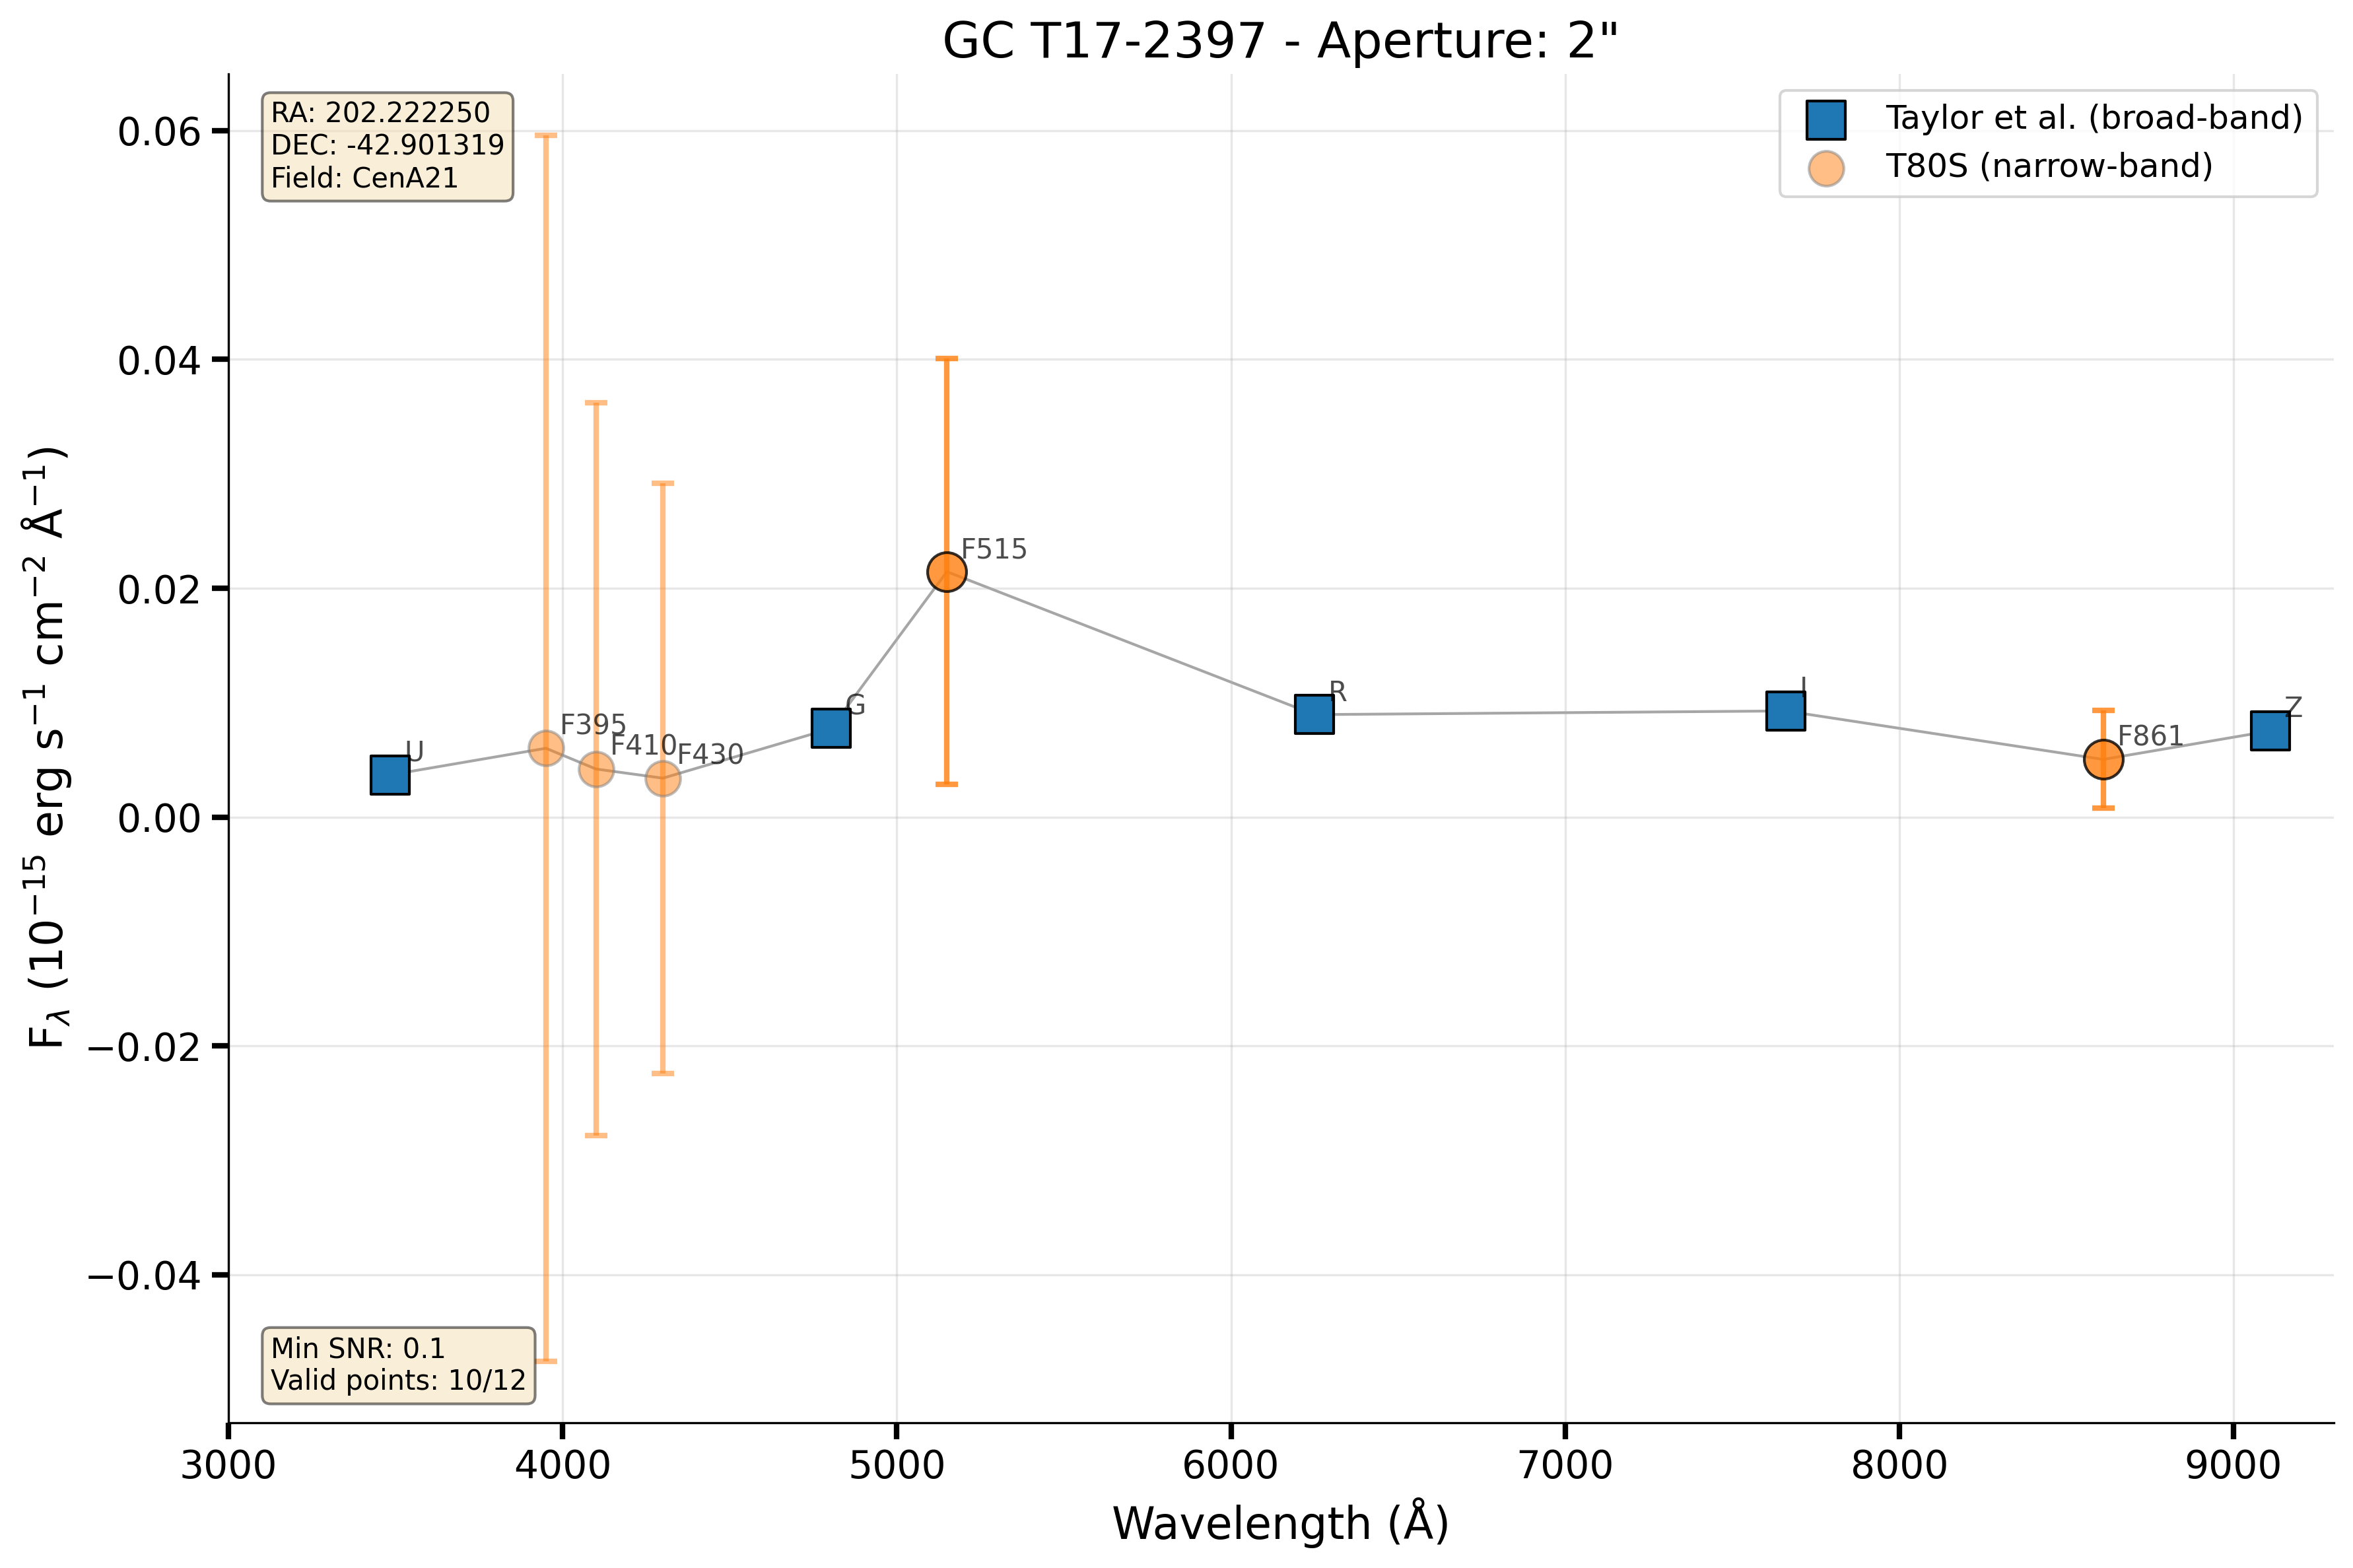 GC T17-2397 - Aperture: 2"
RA: 202.222250
DEC: -42.901319
Field: CenA21
Taylor et al. (broad-band)
T80S (narrow-band)
0.06
0.04
0.02
0.00
−0.02
−0.04
F_λ (10⁻¹⁵ erg s⁻¹ cm⁻² Å⁻¹)
U
F395
F410
F430
G
F515
R
I
F861
Z
Min SNR: 0.1
Valid points: 10/12
3000 4000 5000 6000 7000 8000 9000
Wavelength (Å)